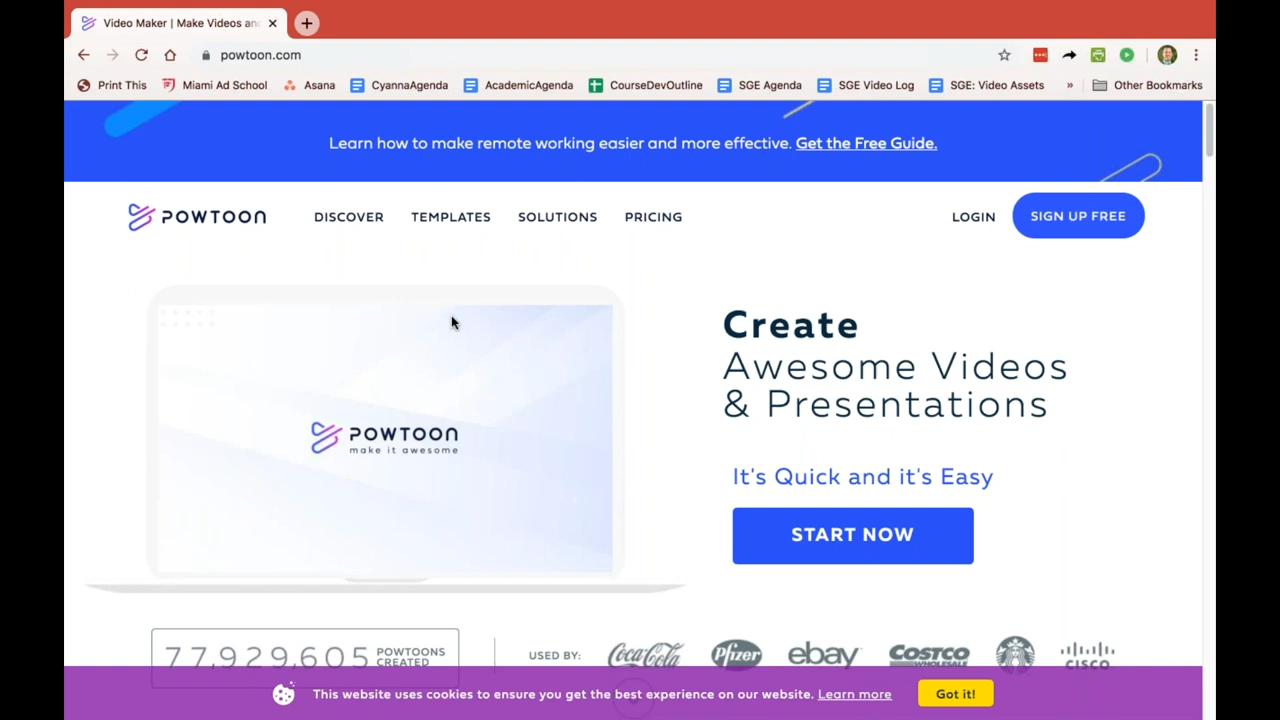 Video Maker | Make Videos an
powtoon.com
Print This
Miami Ad School
Asana
CyannaAgenda
AcademicAgenda
CourseDevOutline
SGE Agenda
SGE Video Log
SGE: Video Assets
»
Other Bookmarks
Learn how to make remote working easier and more effective. Get the Free Guide.
POWTOON
DISCOVER
TEMPLATES
SOLUTIONS
PRICING
LOGIN
SIGN UP FREE
POWTOON
make it awesome
Create
Awesome Videos
& Presentations
It's Quick and it's Easy
START NOW
77,929,605
POWTOONS
CREATED
USED BY:
Coca-Cola
Pfizer
ebay
COSTCO
WHOLESALE
CISCO
This website uses cookies to ensure you get the best experience on our website. Learn more
Got it!